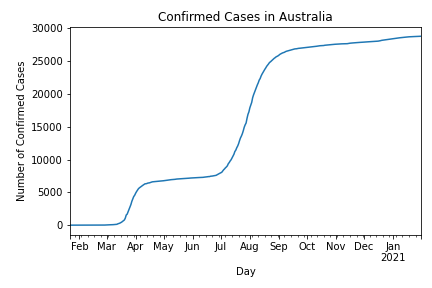 Confirmed Cases in Australia
30000
25000
20000
15000
10000
5000
0
Number of Confirmed Cases
Feb Mar Apr May Jun Jul Aug Sep Oct Nov Dec Jan
2021
Day